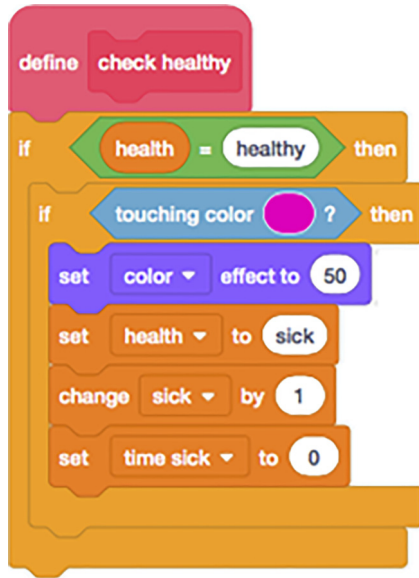 define check healthy
if health = healthy then
if touching color ? then
set color effect to 50
set health to sick
change sick by 1
set time sick to 0